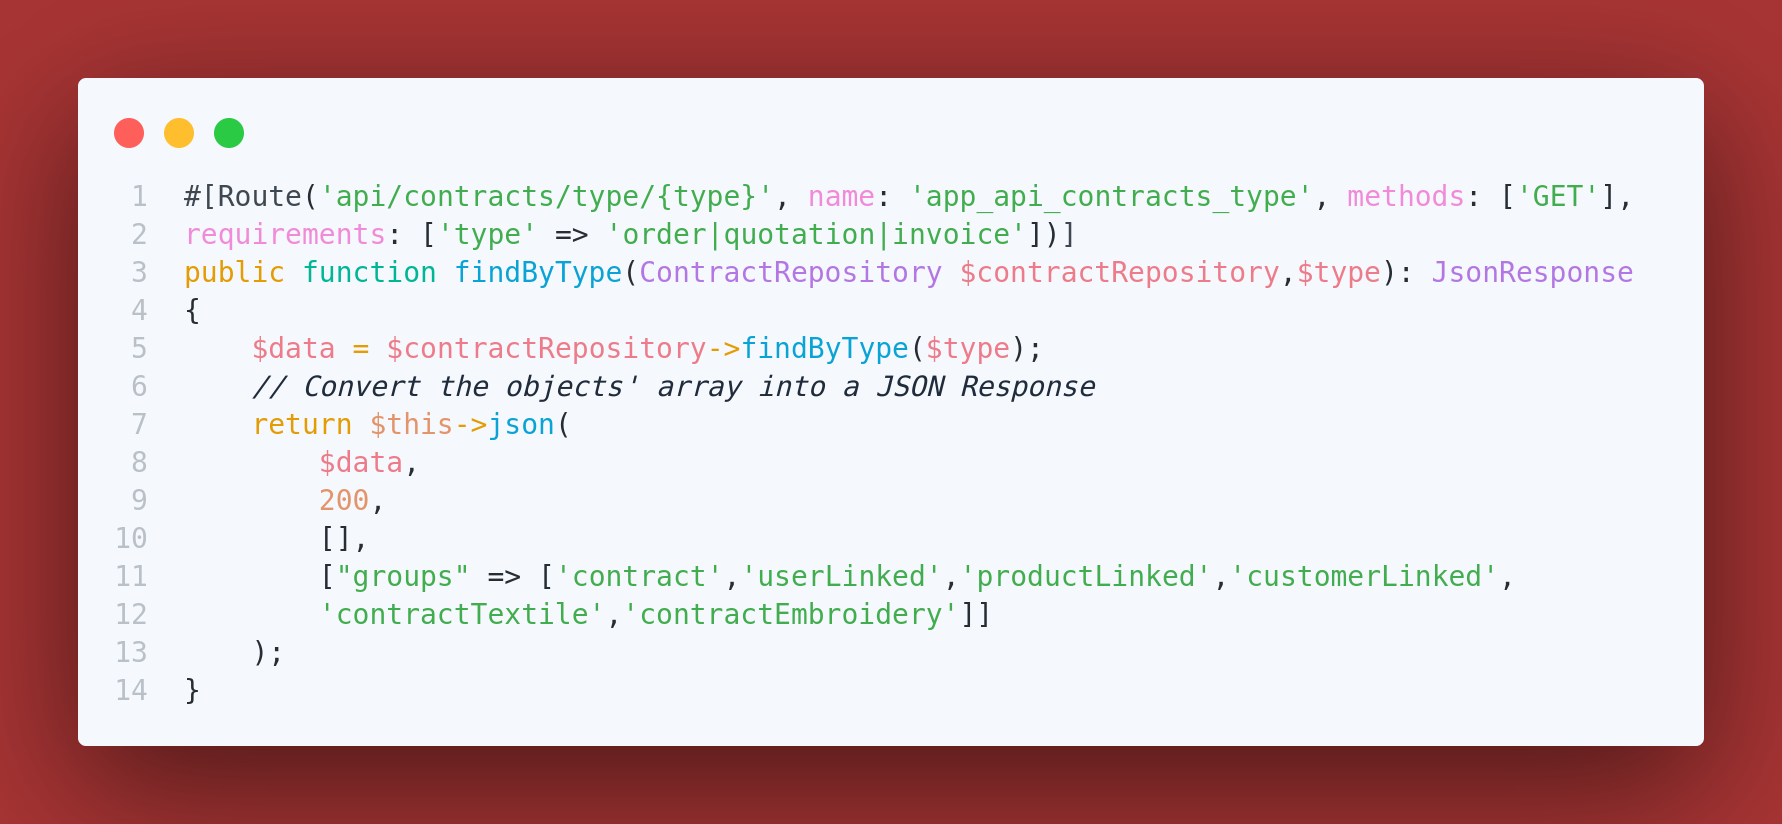 1 #[Route('api/contracts/type/{type}', name: 'app_api_contracts_type', methods: ['GET'],
2 requirements: ['type' => 'order|quotation|invoice'])]
3 public function findByType(ContractRepository $contractRepository,$type): JsonResponse
4 {
5     $data = $contractRepository->findByType($type);
6     // Convert the objects' array into a JSON Response
7     return $this->json(
8         $data,
9         200,
10         [],
11         ["groups" => ['contract','userLinked','productLinked','customerLinked',
12         'contractTextile','contractEmbroidery']]
13     );
14 }